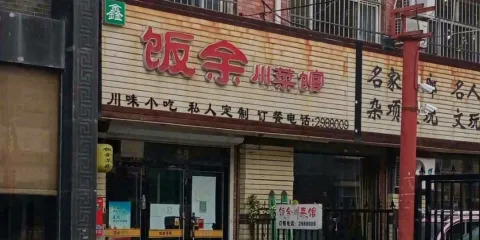 鑫
饭余川菜馆
川味小吃 私人定制 订餐电话:2988009
名家
名人
杂项
玩
文玩
饭余川菜馆